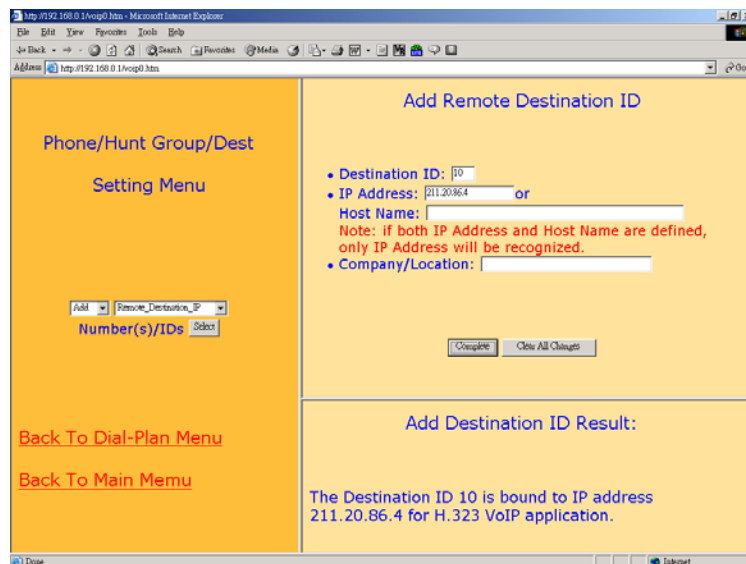 http://192.168.0.1/voip0.htm - Microsoft Internet Explorer
File Edit View Favorites Tools Help
Back Search Favorites Media
Address http://192.168.0.1/voip0.htm Go
Phone/Hunt Group/Dest
Setting Menu
Add Remote_Destination_IP
Number(s)/IDs Select
Back To Dial-Plan Menu
Back To Main Memu
Add Remote Destination ID
• Destination ID: 10
• IP Address: 211.20.86.4 or
Host Name:
Note: if both IP Address and Host Name are defined,
only IP Address will be recognized.
• Company/Location:
Complete Clear All Changes
Add Destination ID Result:
The Destination ID 10 is bound to IP address
211.20.86.4 for H.323 VoIP application.
Done Internet